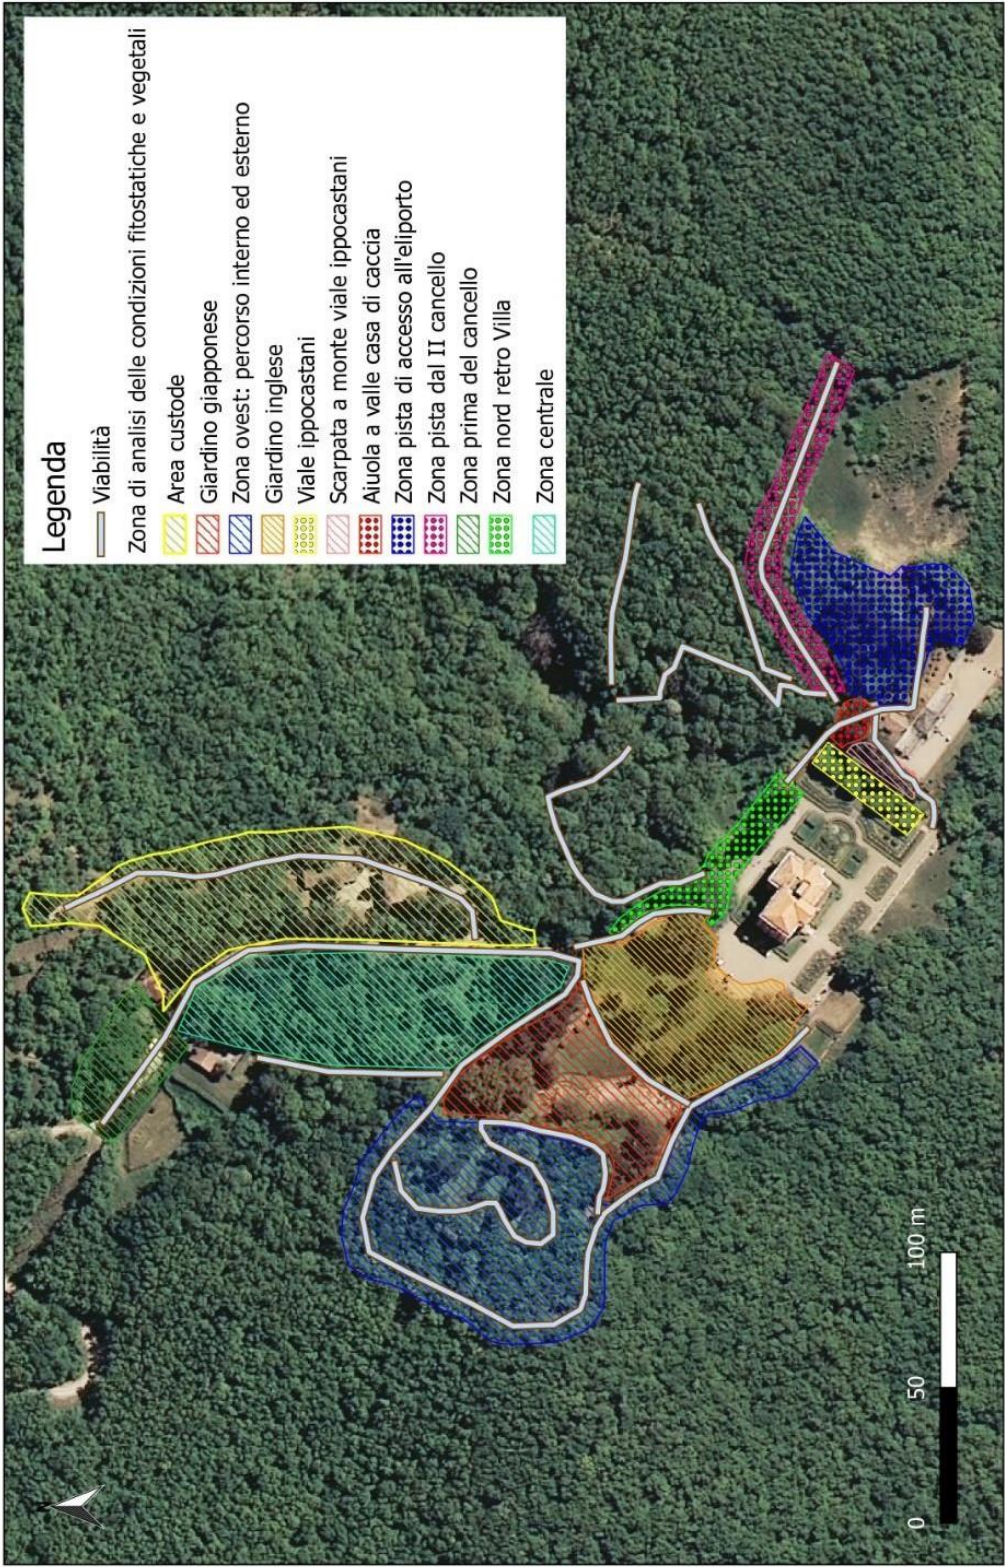 Legenda
Viabilità
Zona di analisi delle condizioni fitostatiche e vegetali
Area custode
Giardino giapponese
Zona ovest: percorso interno ed esterno
Giardino inglese
Viale ippocastani
Scarpata a monte viale ippocastani
Aiuola a valle casa di caccia
Zona pista di accesso all'eliporto
Zona pista dal II cancello
Zona prima del cancello
Zona nord retro Villa
Zona centrale
0 50 100 m